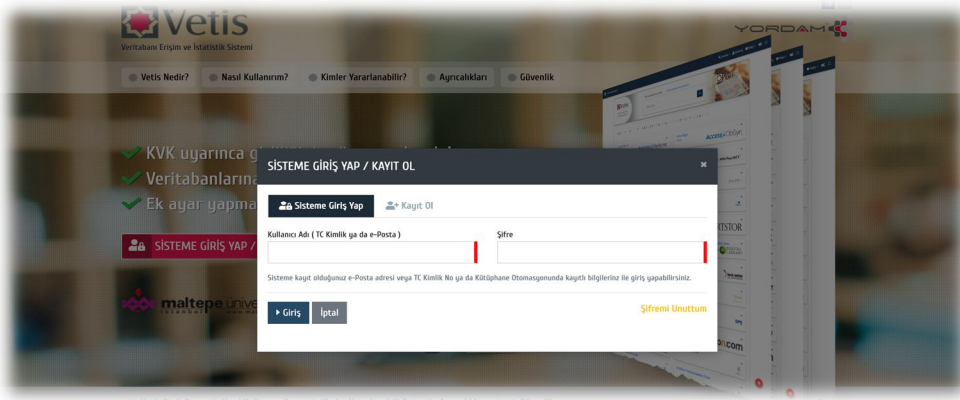 Vetis
Veritabanı Erişim ve İstatistik Sistemi
YORDAM
Vetis Nedir?
Nasıl Kullanırım?
Kimler Yararlanabilir?
Ayrıcalıkları
Güvenlik
KVK uyarınca
Veritabanlarına
Ek ayar yapma
SİSTEME GİRİŞ YAP /
maltepe ünive
istanbul
SİSTEME GİRİŞ YAP / KAYIT OL
×
Sisteme Giriş Yap
Kayıt Ol
Kullanıcı Adı ( TC Kimlik ya da e-Posta )
Şifre
Sisteme kayıt olduğunuz e-Posta adresi veya TC Kimlik No ya da Kütüphane Otomasyonunda kayıtlı bilgileriniz ile giriş yapabilirsiniz.
Giriş
İptal
Şifremi Unuttum